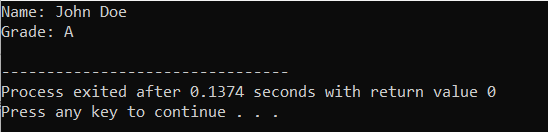 Name: John Doe
Grade: A
--------------------------------
Process exited after 0.1374 seconds with return value 0
Press any key to continue . . .